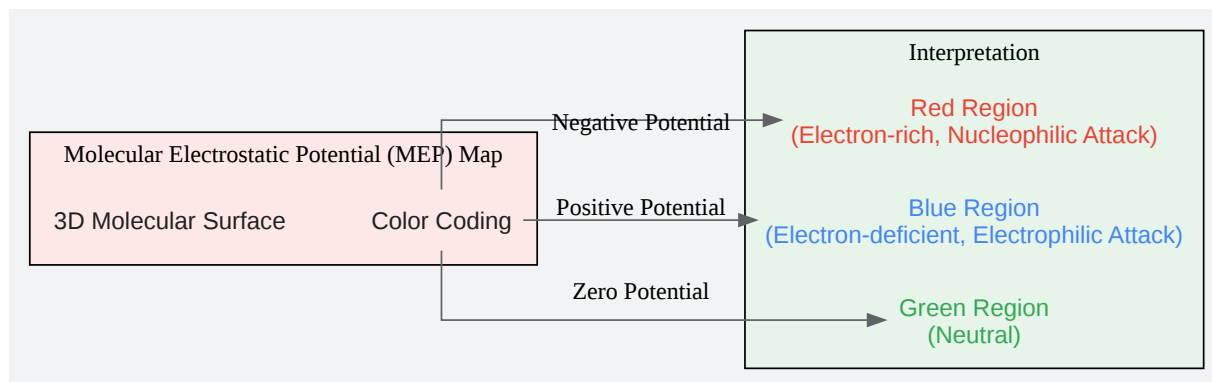 Molecular Electrostatic Potential (MEP) Map
3D Molecular Surface
Color Coding
Negative Potential
Positive Potential
Zero Potential
Interpretation
Red Region
(Electron-rich, Nucleophilic Attack)
Blue Region
(Electron-deficient, Electrophilic Attack)
Green Region
(Neutral)